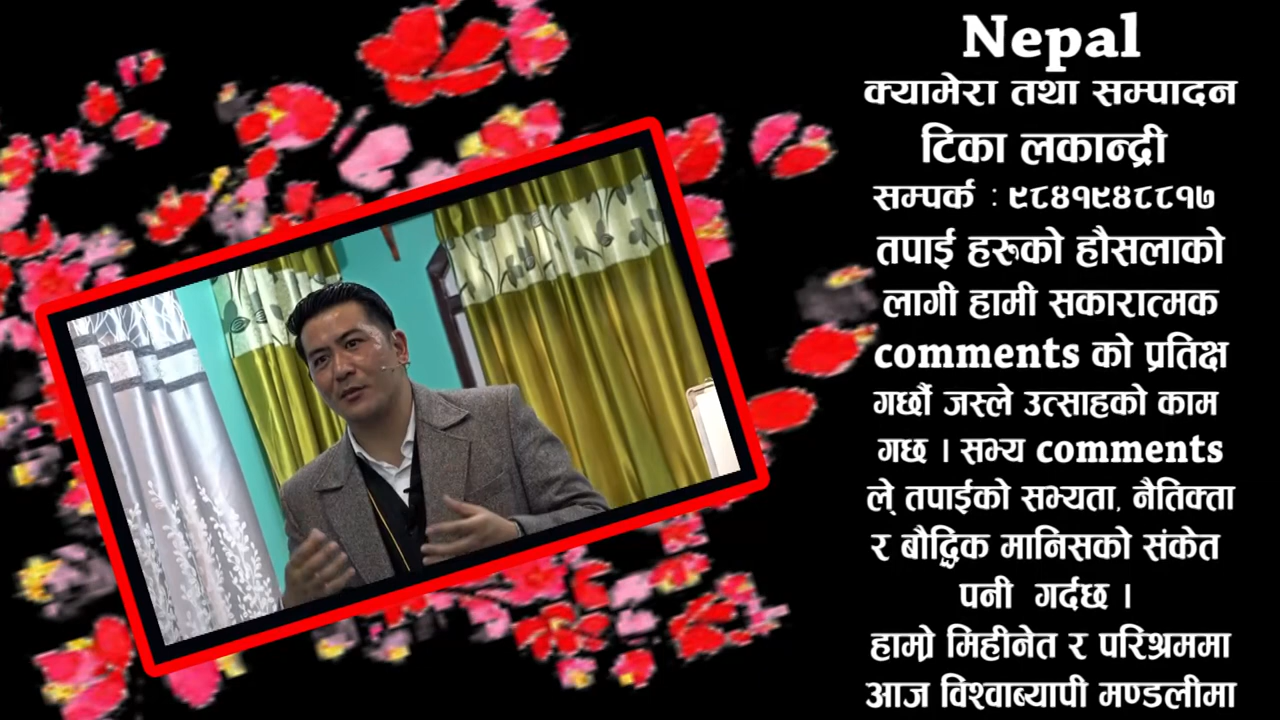 Nepal
क्यामेरा तथा सम्पादन
टिका लकान्द्री
सम्पर्क : ९८४१९४८८१७
तपाई हरुको हौसलाको
लागी हामी सकारात्मक
comments को प्रतिक्ष
गर्छौं जस्ले उत्साहको काम
गछ । सभ्य comments
ले् तपाईको सभ्यता, नैतिक्ता
र बौद्धिक मानिसको संकेत
पनी गर्दछ ।
हाम्रो मिहीनेत र परिश्रममा
आज विश्वाब्यापी मण्डलीमा